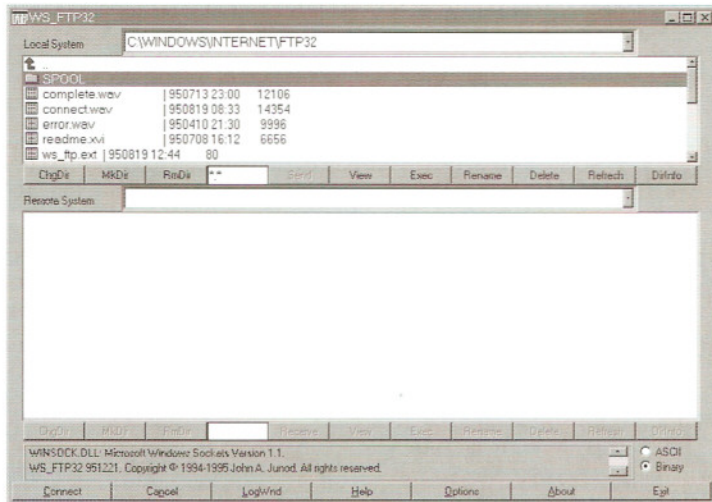 WS_FTP32
Local System C:\WINDOWS\INTERNET\FTP32
..
SPOOL
complete.wav | 950713 23:00 12106
connect.wav | 950819 08:33 14354
error.wav | 950410 21:30 9996
readme.xvi | 950708 16:12 6656
ws_ftp.ext | 950819 12:44 80
ChgDir MkDir RmDir *.* Send View Exec Rename Delete Refresh DirInfo
Remote System
ChgDir MkDir RmDir Receive View Exec Rename Delete Refresh DirInfo
WINSOCK.DLL: Microsoft Windows Sockets Version 1.1.
WS_FTP32 951221, Copyright © 1994-1995 John A. Junod. All rights reserved.
ASCII
Binary
Connect Cancel LogWnd Help Options About Exit